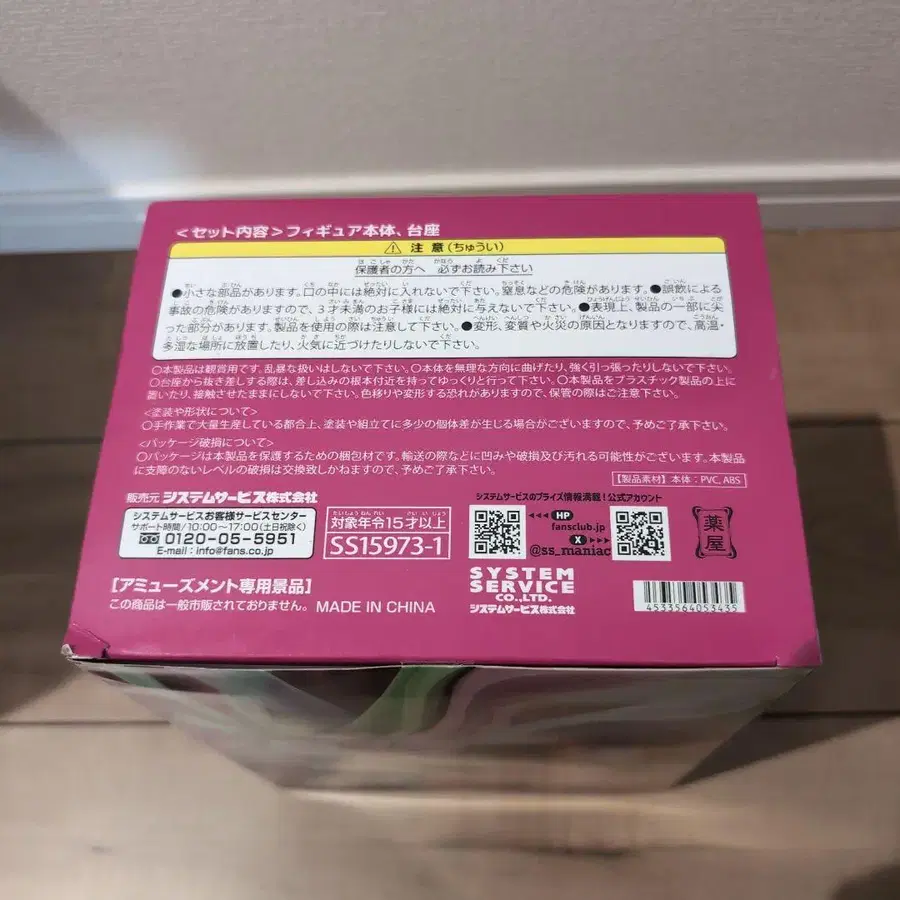 <セット内容>フィギュア本体、台座
⚠ 注意(ちゅうい)
保護者の方へ 必ずお読み下さい
●小さな部品があります。口の中には絶対に入れないで下さい。窒息などの危険があります。●誤飲による
事故の危険がありますので、3才未満のお子様には絶対に与えないで下さい。●表現上、製品の一部に尖
った部分があります。製品を使用の際は注意して下さい。●変形、変質や火災の原因となりますので、高温・
多湿な場所に放置したり、火気に近づけたりしないで下さい。
○本製品は観賞用です。乱暴な扱いはしないで下さい。○本体を無理な方向に曲げたり、強く引っ張ったりしないで下さい。
○台座から抜き差しする際は、差し込みの根本付近を持ってゆっくりと行って下さい。○本製品をプラスチック製品の上に
置いたり、接触させたままにしないで下さい。色移りや変形する恐れがありますので、保管の際はご注意下さい。
<塗装や形状について>
○手作業で大量生産している都合上、塗装や組立てに多少の個体差が生じる場合がございますので、予めご了承下さい。
<パッケージ破損について>
○パッケージは本製品を保護するための梱包材です。輸送の際などに凹みや破損及び汚れる可能性がございます。本製品
に支障のないレベルの破損は交換致しかねますので、予めご了承下さい。
【製品素材】本体:PVC, ABS
販売元 システムサービス株式会社
システムサービスお客様サービスセンター
サポート時間/10:00〜17:00(土日祝除く)
0120-05-5951
E-mail:info@fans.co.jp
対象年令15才以上
SS15973-1
システムサービスのプライズ情報満載!公式アカウント
◀◀◀ HP
fansclub.jp
X ▶▶▶
@ss_maniac
薬屋
SYSTEM
SERVICE
CO.,LTD.
システムサービス株式会社
4533564053435
【アミューズメント専用景品】
この商品は一般市販されておりません。 MADE IN CHINA